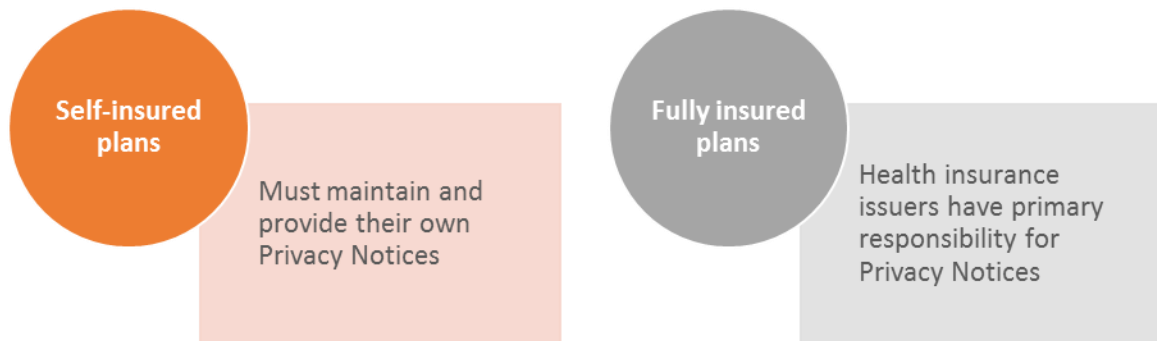 Self-insured
plans
Must maintain and
provide their own
Privacy Notices
Fully insured
plans
Health insurance
issuers have primary
responsibility for
Privacy Notices